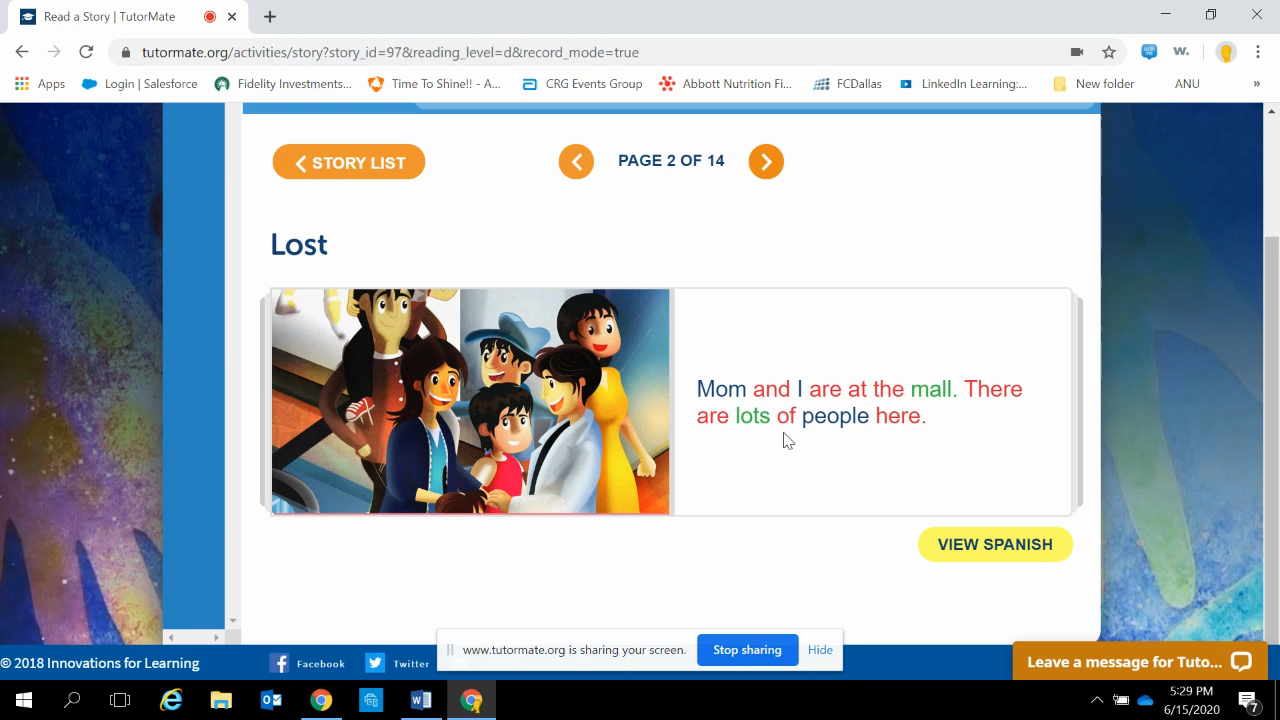 Read a Story | TutorMate
tutormate.org/activities/story?story_id=97&reading_level=d&record_mode=true
Apps
Login | Salesforce
Fidelity Investments...
Time To Shine!! - A...
CRG Events Group
Abbott Nutrition Fi...
FCDallas
LinkedIn Learning:...
New folder
ANU
»
STORY LIST
PAGE 2 OF 14
Lost
Mom and I are at the mall. There
are lots of people here.
VIEW SPANISH
www.tutormate.org is sharing your screen.
Stop sharing
Hide
© 2018 Innovations for Learning
Facebook
Twitter
Leave a message for Tuto...
5:29 PM
6/15/2020
7